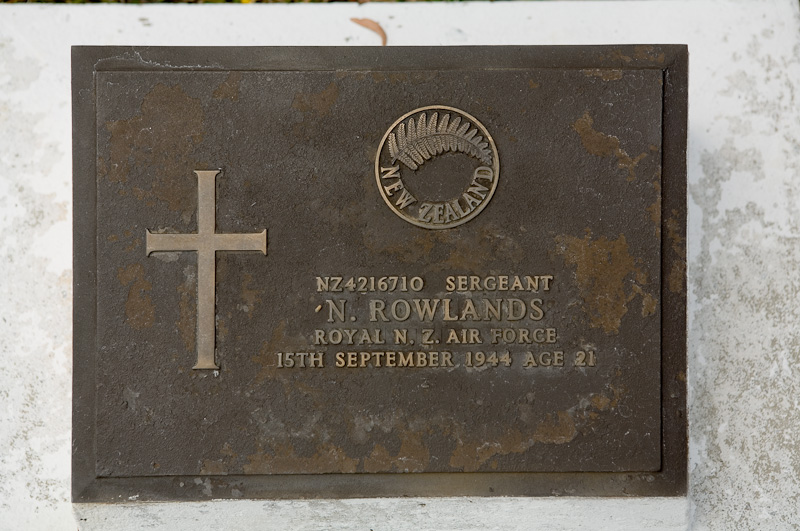 NEW ZEALAND
NZ4216710 SERGEANT
N. ROWLANDS
ROYAL N. Z. AIR FORCE
15TH SEPTEMBER 1944 AGE 21